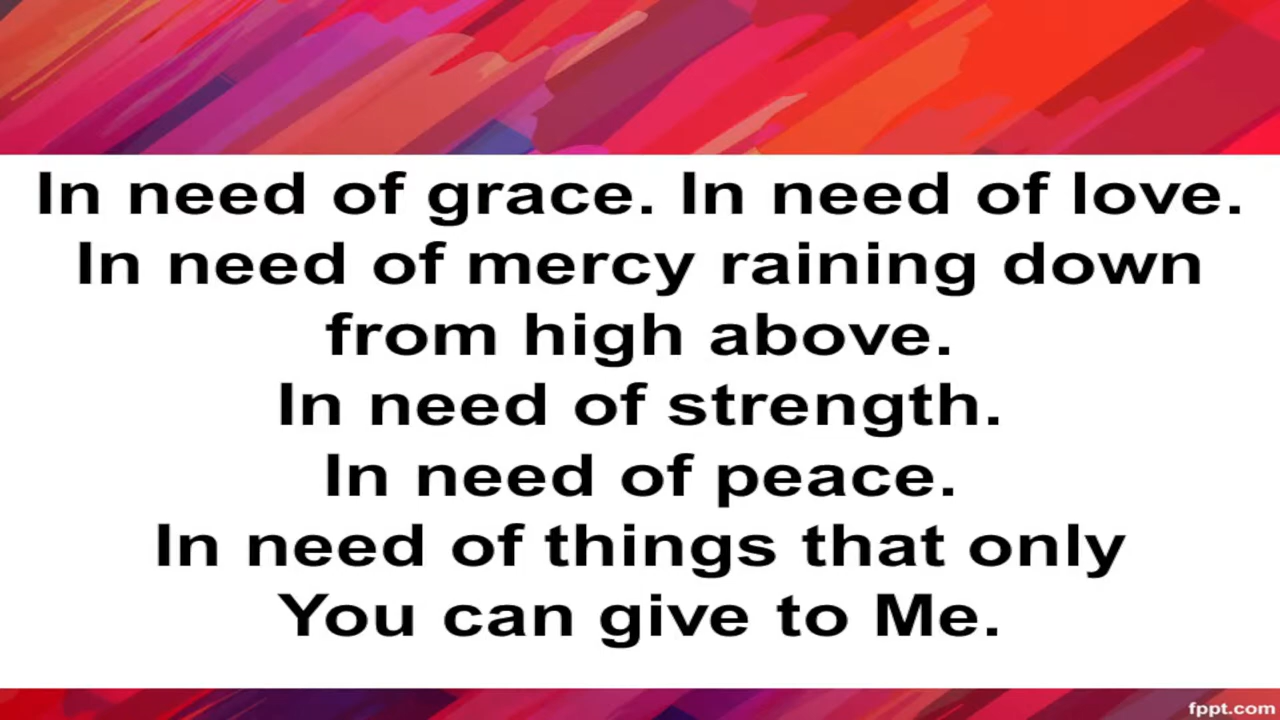 In need of grace. In need of love.
In need of mercy raining down
from high above.
In need of strength.
In need of peace.
In need of things that only
You can give to Me.
fppt.com